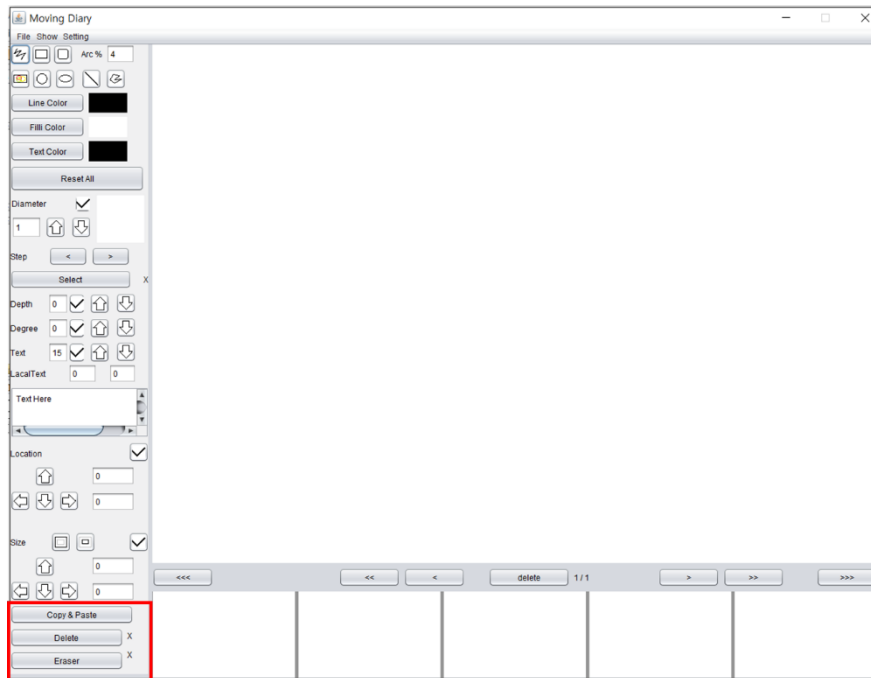 Moving Diary
File Show Setting
Arc % 4
Line Color
Filli Color
Text Color
Reset All
Diameter
1
Step < >
Select X
Depth 0
Degree 0
Text 15
LacalText 0 0
Text Here
Location
0
0
Size
0
0
<<< << < delete 1 / 1 > >> >>>
Copy & Paste
Delete X
Eraser X